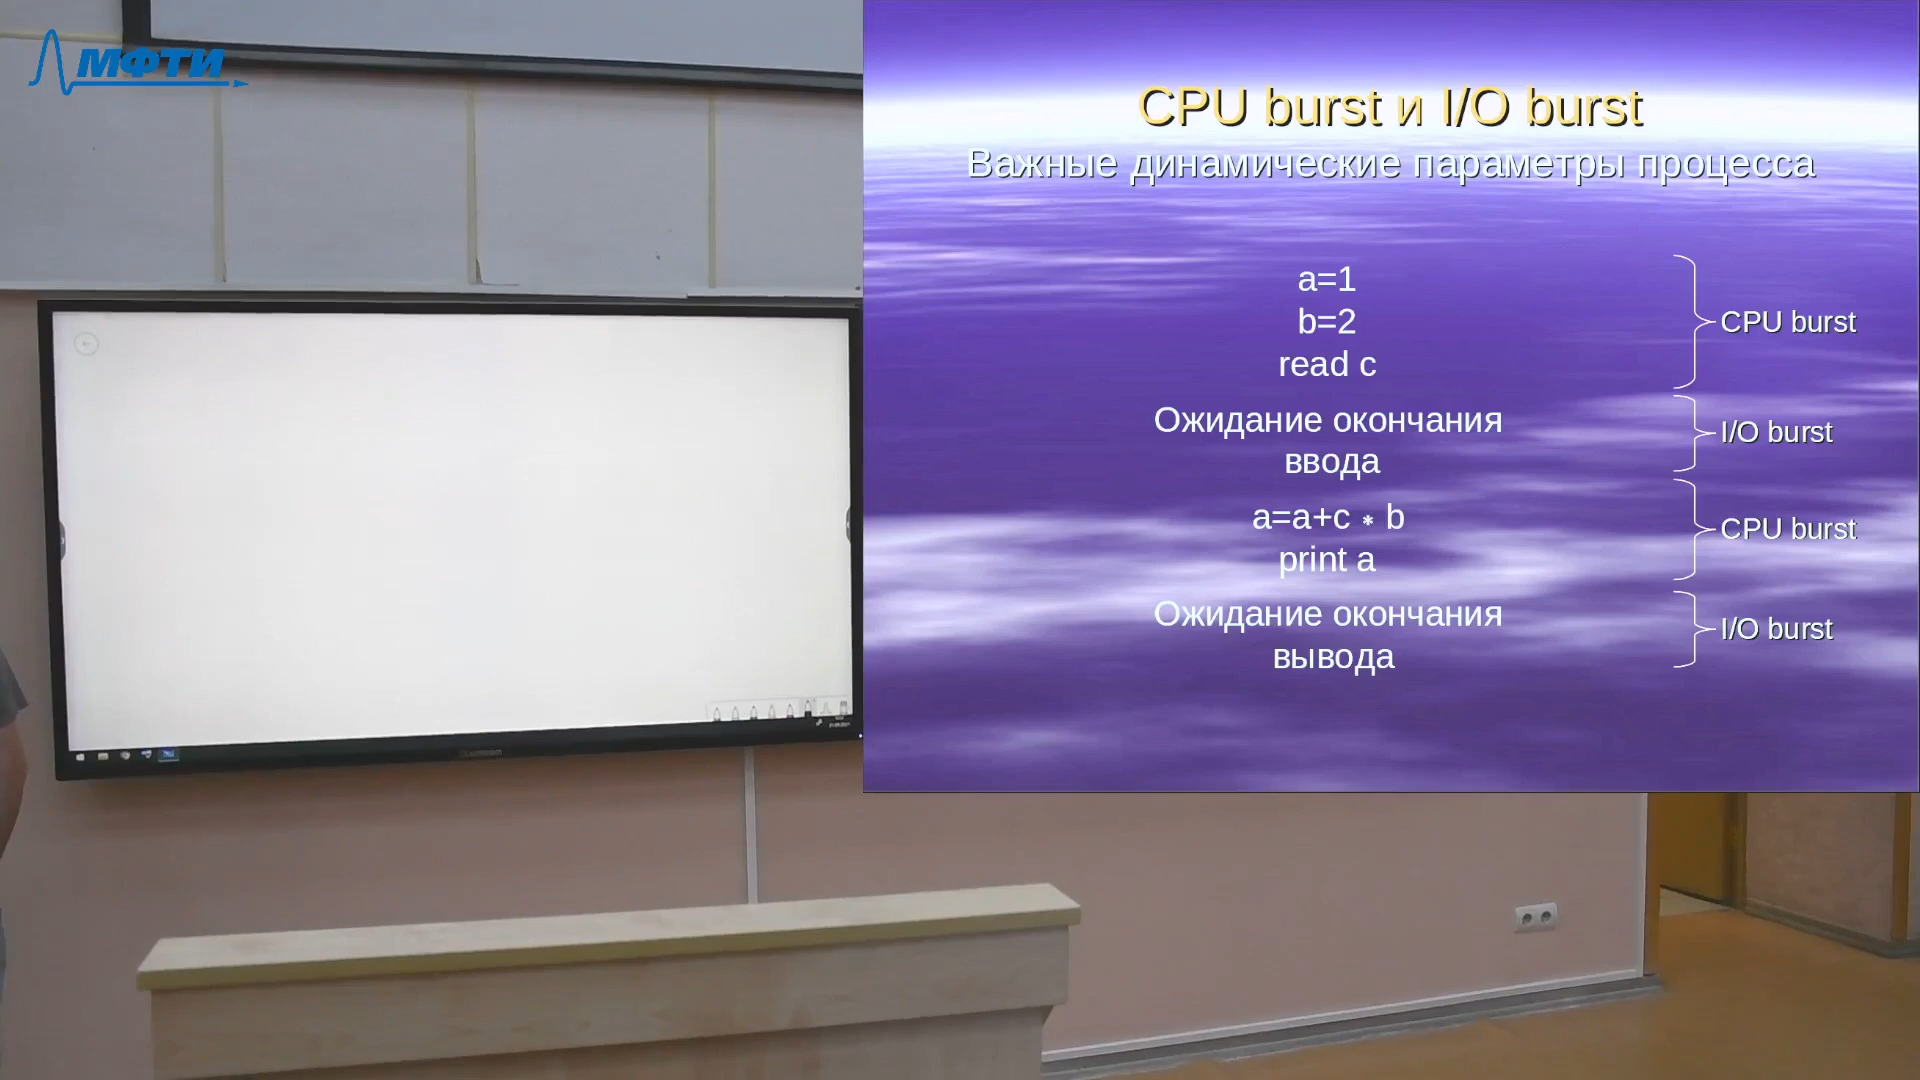 МФТИ
CPU burst и I/O burst
Важные динамические параметры процесса
a=1
b=2
read c
CPU burst
Ожидание окончания
ввода
I/O burst
a=a+c * b
print a
CPU burst
Ожидание окончания
вывода
I/O burst